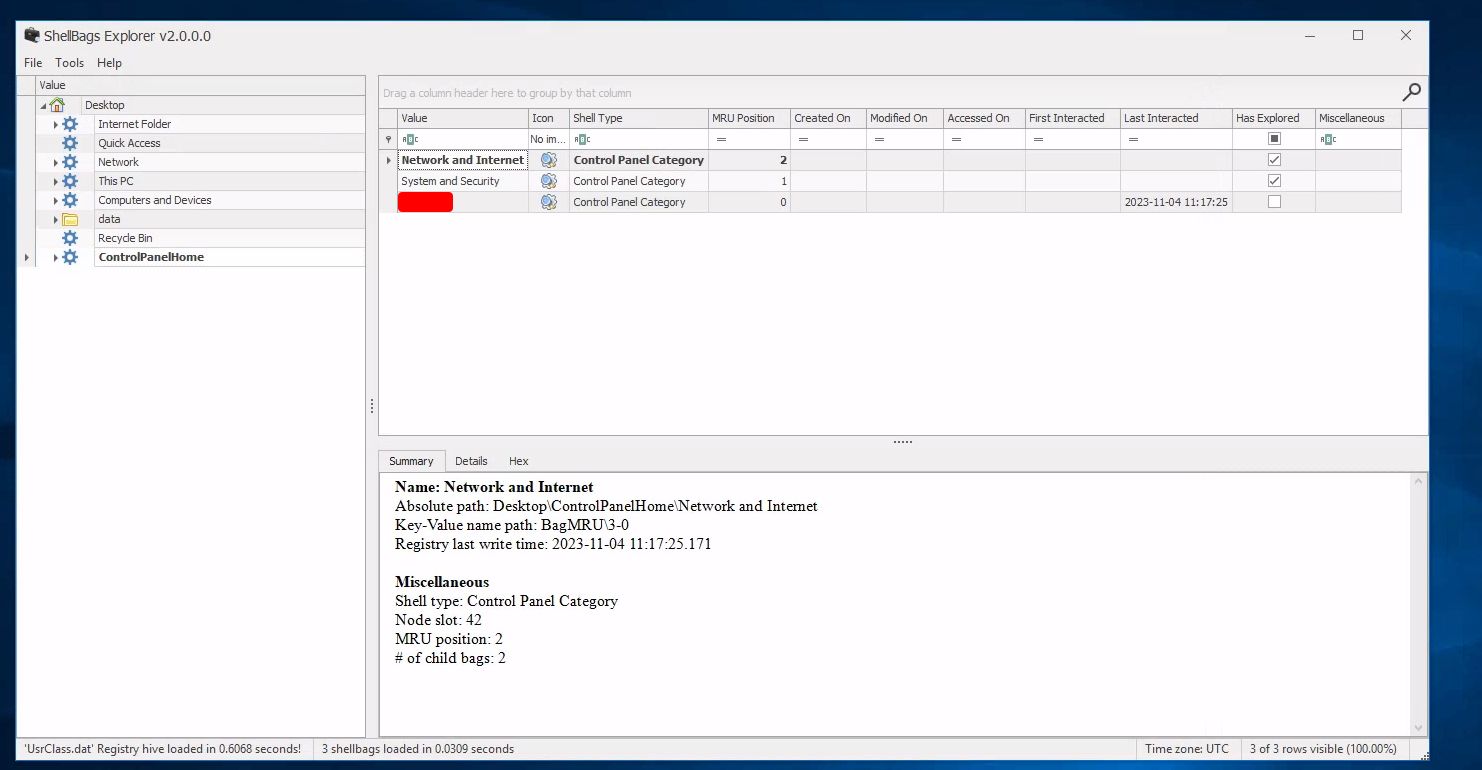 ShellBags Explorer v2.0.0.0
File Tools Help
Value
Desktop
Internet Folder
Quick Access
Network
This PC
Computers and Devices
data
Recycle Bin
ControlPanelHome
Drag a column header here to group by that column
Value Icon Shell Type MRU Position Created On Modified On Accessed On First Interacted Last Interacted Has Explored Miscellaneous
ABC No im... ABC = = = = = = ABC
Network and Internet Control Panel Category 2
System and Security Control Panel Category 1
Control Panel Category 0 2023-11-04 11:17:25
Summary Details Hex
Name: Network and Internet
Absolute path: Desktop\ControlPanelHome\Network and Internet
Key-Value name path: BagMRU\3-0
Registry last write time: 2023-11-04 11:17:25.171
Miscellaneous
Shell type: Control Panel Category
Node slot: 42
MRU position: 2
# of child bags: 2
'UsrClass.dat' Registry hive loaded in 0.6068 seconds! 3 shellbags loaded in 0.0309 seconds Time zone: UTC 3 of 3 rows visible (100.00%)